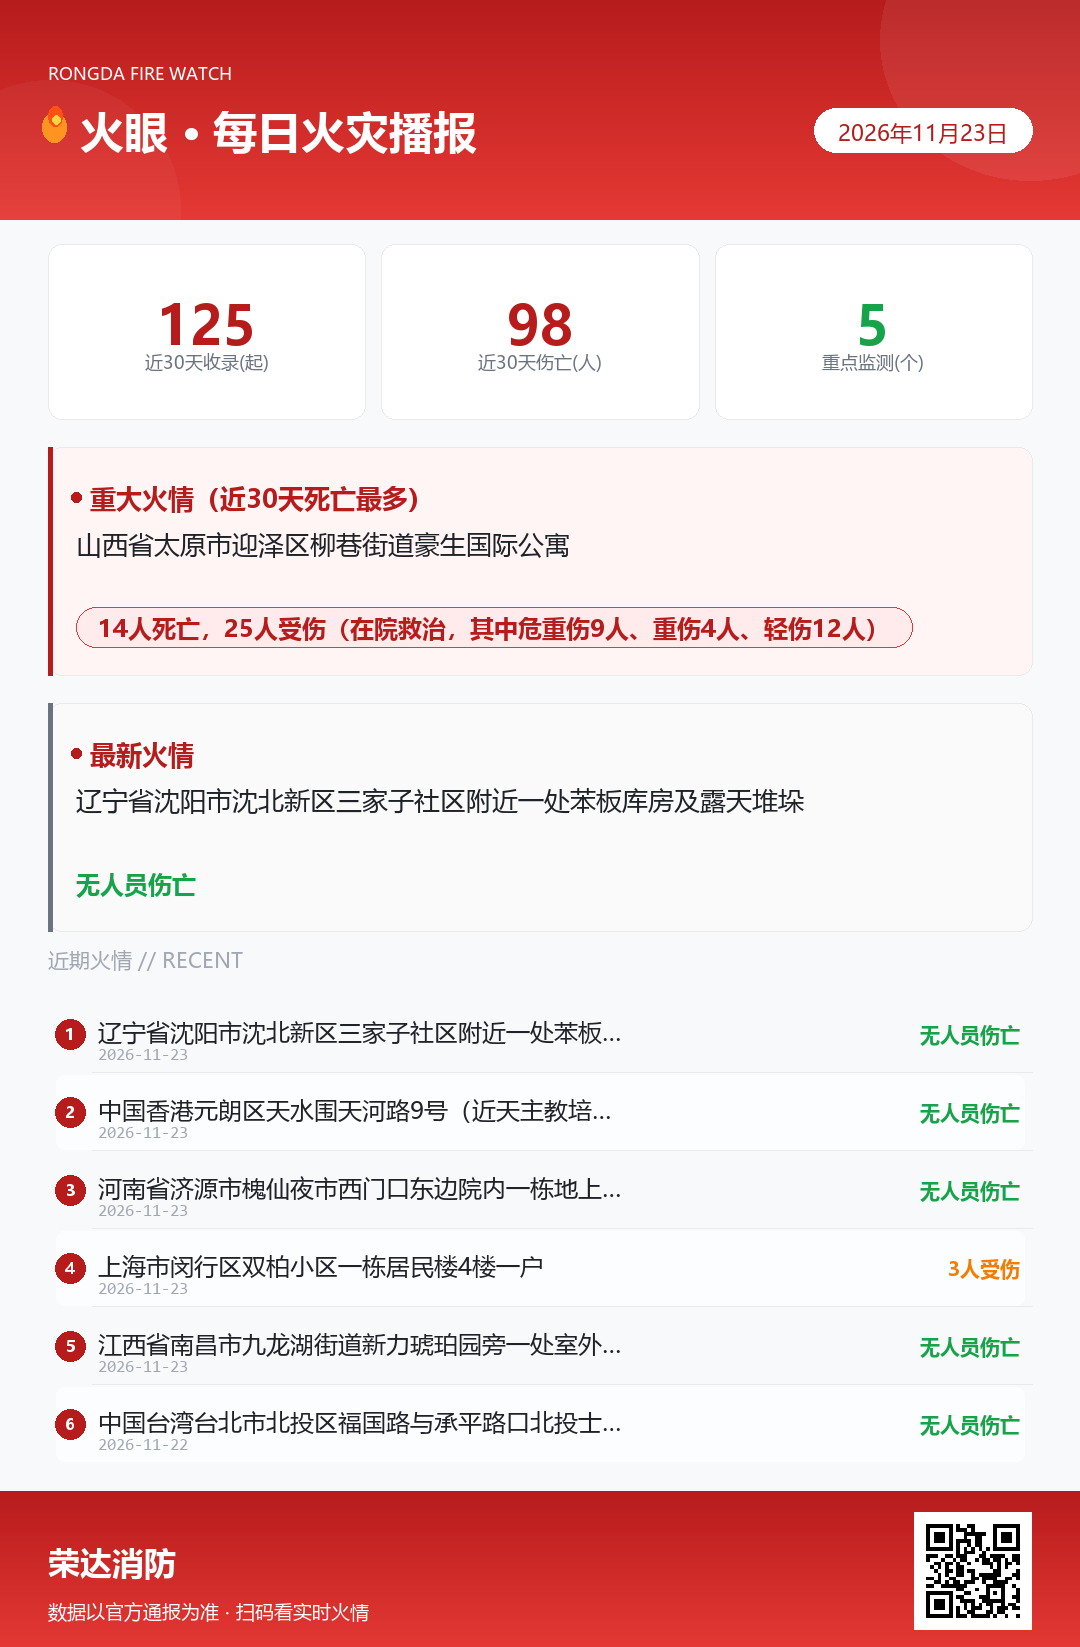 RONGDA FIRE WATCH
火眼·每日火灾播报
2026年11月23日
125
近30天收录(起)
98
近30天伤亡(人)
5
重点监测(个)
重大火情（近30天死亡最多）
山西省太原市迎泽区柳巷街道豪生国际公寓
14人死亡，25人受伤（在院救治，其中危重伤9人、重伤4人、轻伤12人）
最新火情
辽宁省沈阳市沈北新区三家子社区附近一处苯板库房及露天堆垛
无人员伤亡
近期火情 // RECENT
1 辽宁省沈阳市沈北新区三家子社区附近一处苯板... 无人员伤亡
2026-11-23
2 中国香港元朗区天水围天河路9号（近天主教培... 无人员伤亡
2026-11-23
3 河南省济源市槐仙夜市西门口东边院内一栋地上... 无人员伤亡
2026-11-23
4 上海市闵行区双柏小区一栋居民楼4楼一户 3人受伤
2026-11-23
5 江西省南昌市九龙湖街道新力琥珀园旁一处室外... 无人员伤亡
2026-11-23
6 中国台湾台北市北投区福国路与承平路口北投士... 无人员伤亡
2026-11-22
荣达消防
数据以官方通报为准 · 扫码看实时火情